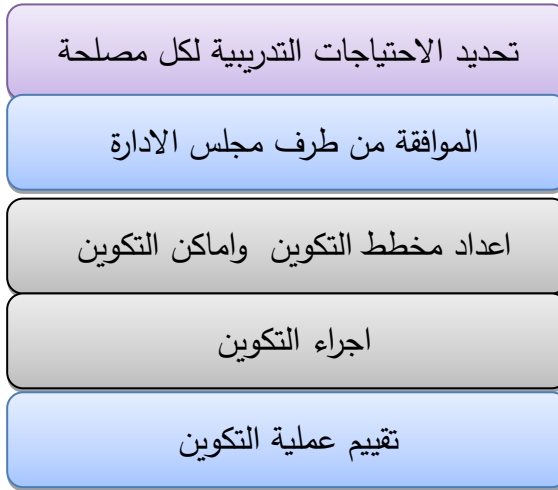 تحديد الاحتياجات التدريبية لكل مصلحة
الموافقة من طرف مجلس الادارة
اعداد مخطط التكوين واماكن التكوين
اجراء التكوين
تقييم عملية التكوين